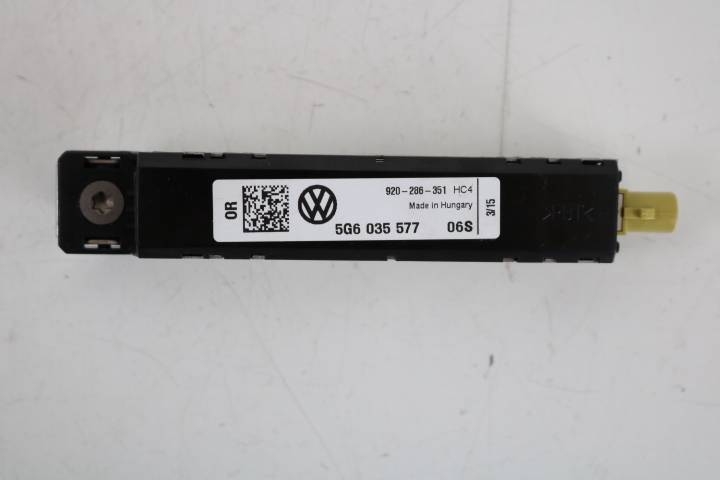 OR
920-286-351 HC4
Made in Hungary
5G6 035 577 06S
3/15